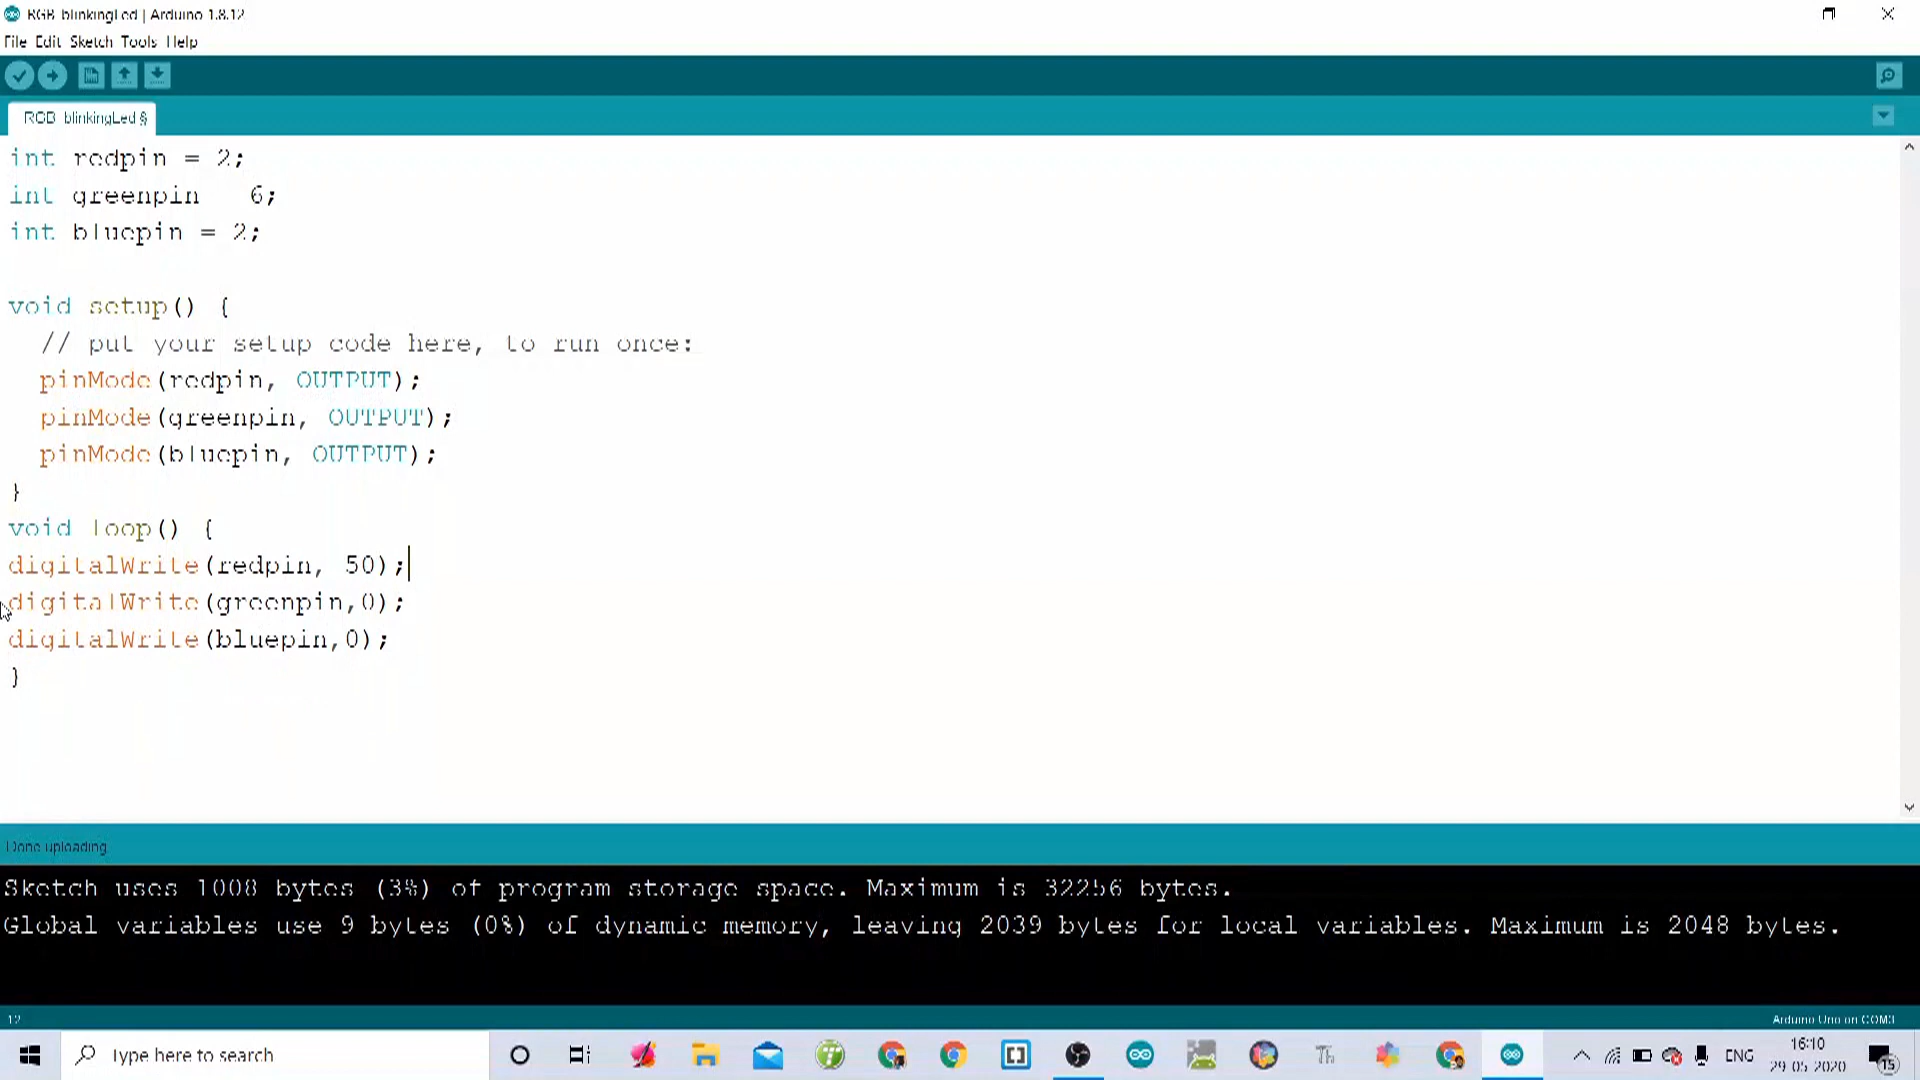 RGB_blinkingLed | Arduino 1.8.12
File Edit Sketch Tools Help
RGB_blinkingLed §
int redpin = 2;
int greenpin = 6;
int bluepin = 2;
void setup() {
// put your setup code here, to run once:
pinMode(redpin, OUTPUT);
pinMode(greenpin, OUTPUT);
pinMode(bluepin, OUTPUT);
}
void loop() {
digitalWrite(redpin, 50);
digitalWrite(greenpin,0);
digitalWrite(bluepin,0);
}
Done uploading.
Sketch uses 1008 bytes (3%) of program storage space. Maximum is 32256 bytes.
Global variables use 9 bytes (0%) of dynamic memory, leaving 2039 bytes for local variables. Maximum is 2048 bytes.
12
Arduino Uno on COM3
Type here to search
Th
ENG
16:10
29-05-2020
15